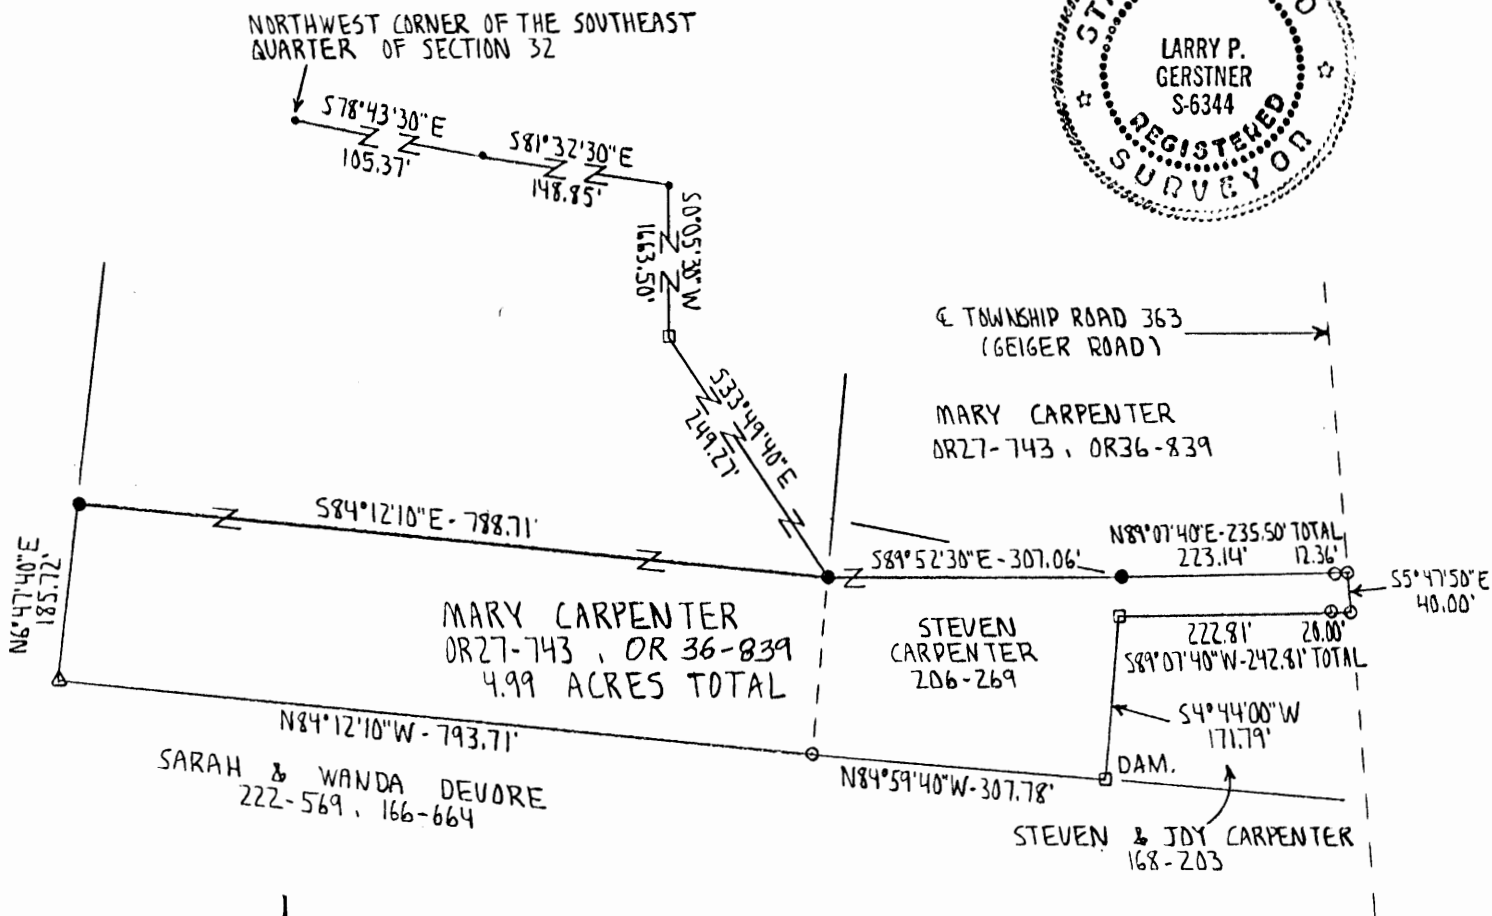 NORTHWEST CORNER OF THE SOUTHEAST
QUARTER OF SECTION 32
LARRY P.
GERSTNER
S-6344
REGISTERED
SURVEYOR
S78°43'30"E
105.37'
S81°32'30"E
148.85'
S0°05'30"W
1663.50'
S33°49'40"E
249.27'
℄ TOWNSHIP ROAD 363
(GEIGER ROAD)
MARY CARPENTER
OR27-743, OR36-839
S84°12'10"E-788.71'
S89°52'30"E-307.06'
N89°07'40"E-235.50' TOTAL
223.14' 12.36'
S5°47'50"E
40.00'
N6°47'40"E
185.72'
MARY CARPENTER
OR27-743, OR 36-839
4.99 ACRES TOTAL
STEVEN
CARPENTER
206-269
222.81' 20.00'
S89°07'40"W-242.81' TOTAL
S4°44'00"W
171.79'
N84°12'10"W-793.71'
SARAH & WANDA DEVORE
222-569, 166-664
N84°59'40"W-307.78'
DAM.
STEVEN & JOY CARPENTER
168-203